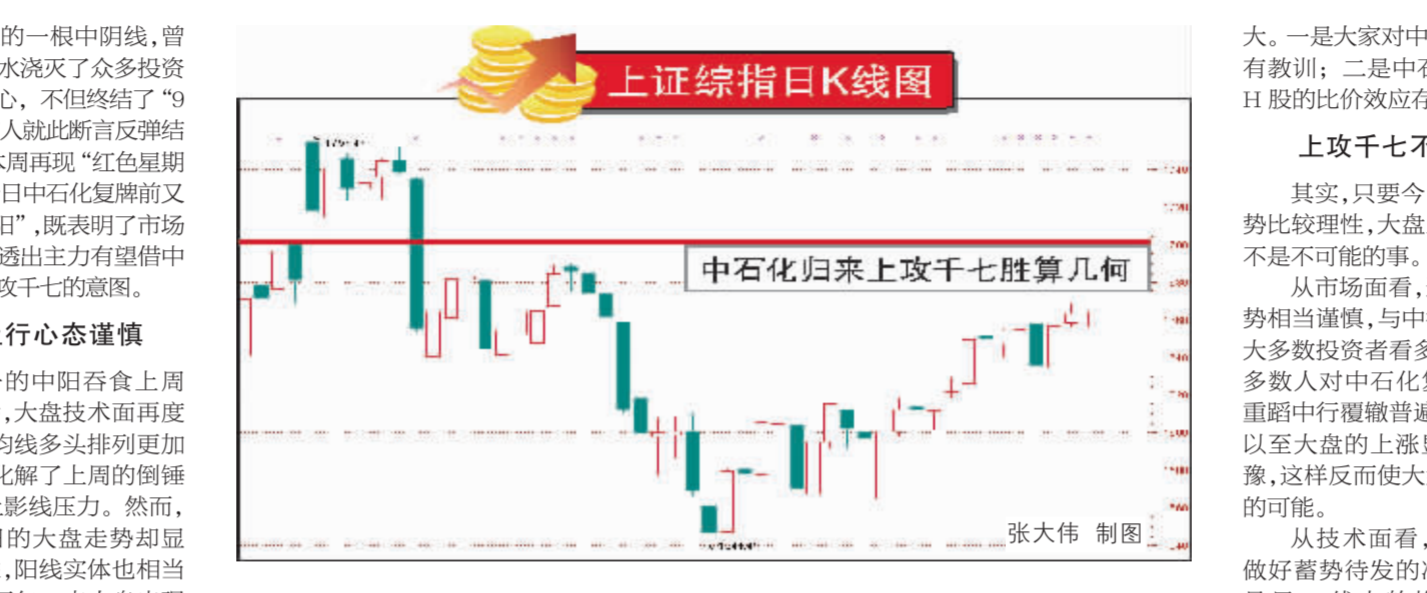 的一根中阴线,曾
水浇灭了众多投资
心，不但终结了“9
人就此断言反弹结
本周再现“红色星期
日中石化复牌前又
阳”,既表明了市场
透出主力有望借中
攻千七的意图。
行心态谨慎
的中阳吞食上周
,大盘技术面再度
均线多头排列更加
化解了上周的倒锤
上影线压力。然而,
的大盘走势却显
,阳线实体也相当
上证综指日K线图
中石化归来上攻千七胜算几何
张大伟 制图
大。一是大家对中
有教训；二是中石
H 股的比价效应有
上攻千七不
其实,只要今
势比较理性,大盘
不是不可能的事。
从市场面看,
势相当谨慎,与中
大多数投资者看多
多数人对中石化复
重蹈中行覆辙普遍
以至大盘的上涨
豫,这样反而使大
的可能。
从技术面看,
做好蓄势待发的准